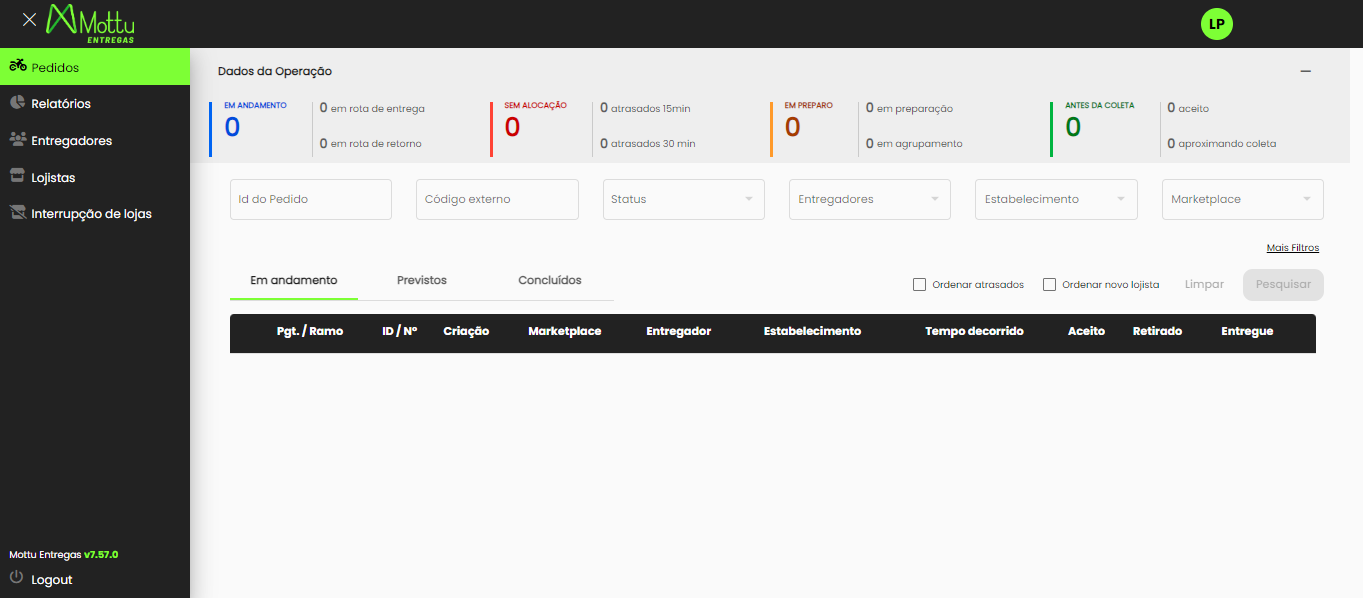 Mottu
ENTREGAS
LP
Pedidos
Relatórios
Entregadores
Lojistas
Interrupção de lojas
Mottu Entregas v7.57.0
Logout
Dados da Operação
EM ANDAMENTO
0
0 em rota de entrega
0 em rota de retorno
SEM ALOCAÇÃO
0
0 atrasados 15min
0 atrasados 30 min
EM PREPARO
0
0 em preparação
0 em agrupamento
ANTES DA COLETA
0
0 aceito
0 aproximando coleta
Id do Pedido
Código externo
Status
Entregadores
Estabelecimento
Marketplace
Mais Filtros
Em andamento
Previstos
Concluídos
Ordenar atrasados
Ordenar novo lojista
Limpar
Pesquisar
Pgt. / Ramo ID / Nº Criação Marketplace Entregador Estabelecimento Tempo decorrido Aceito Retirado Entregue